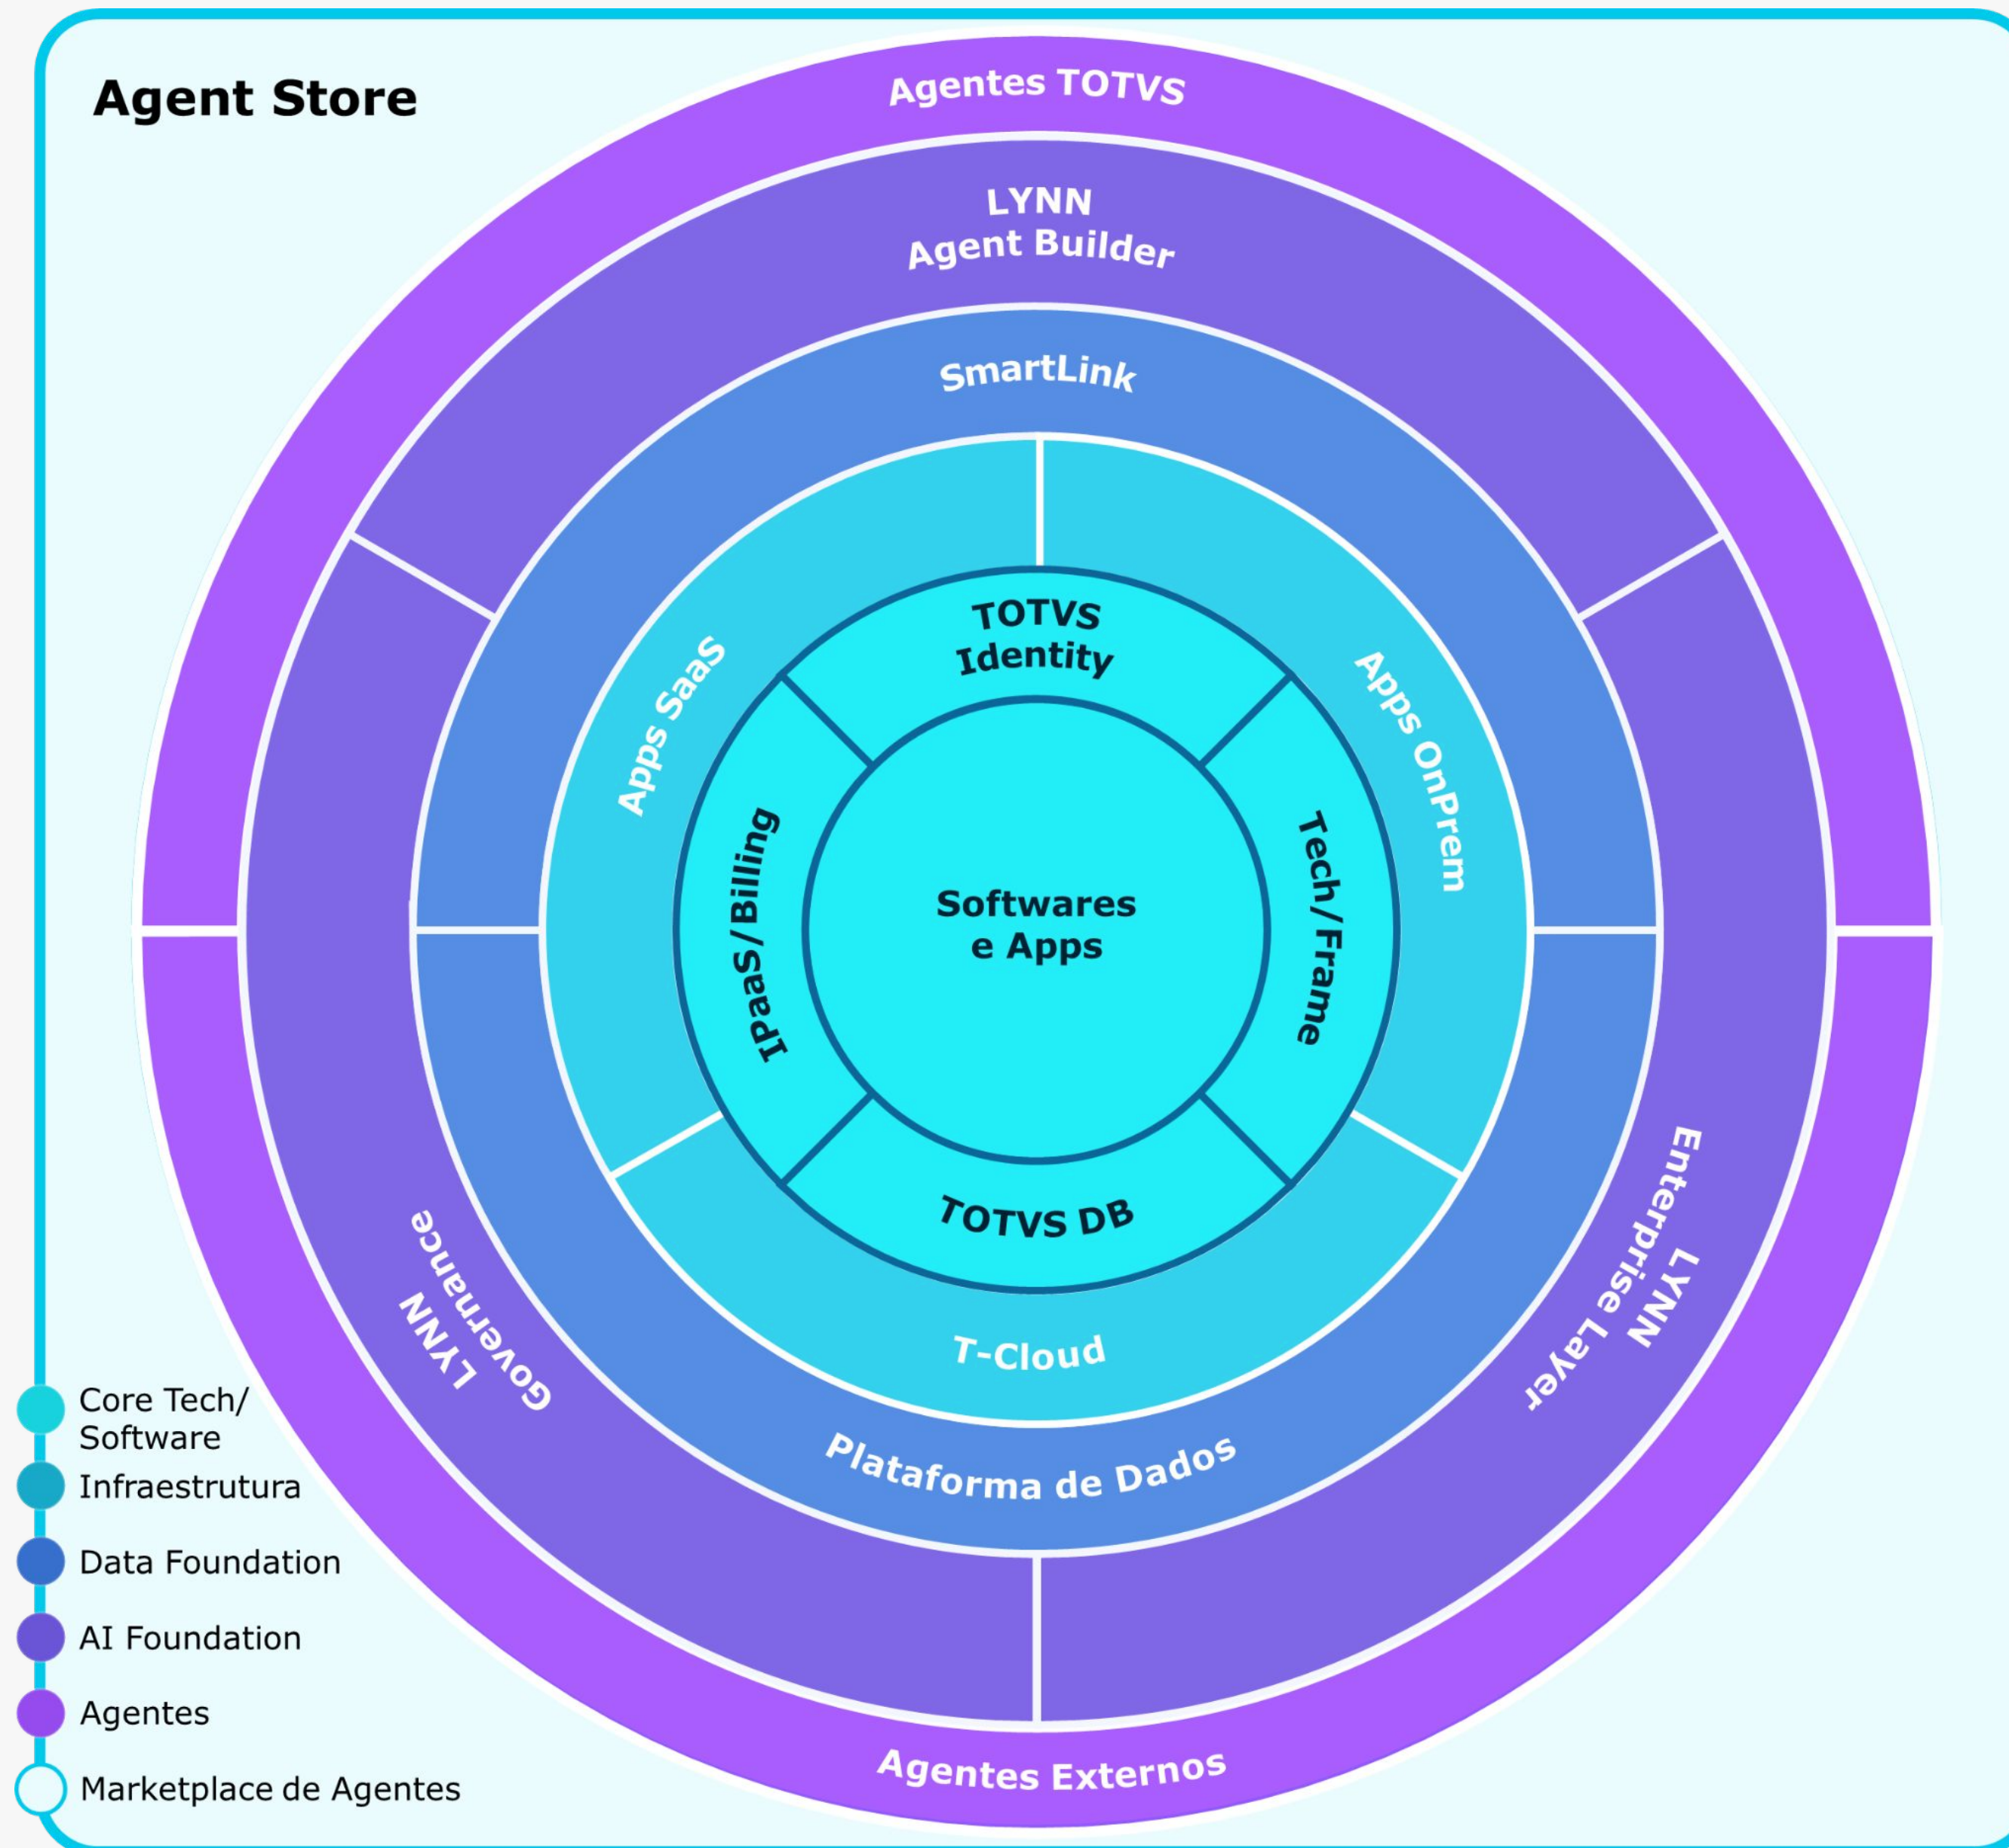 Agent Store
Agentes TOTVS
LYNN
Agent Builder
SmartLink
Apps SaaS
Apps OnPrem
TOTVS
Identity
IPaaS/Billing
Tech/Frame
Softwares
e Apps
TOTVS DB
T-Cloud
Plataforma de Dados
LYNN
Governance
LYNN
Enterprise Layer
Agentes Externos
Core Tech/
Software
Infraestrutura
Data Foundation
AI Foundation
Agentes
Marketplace de Agentes